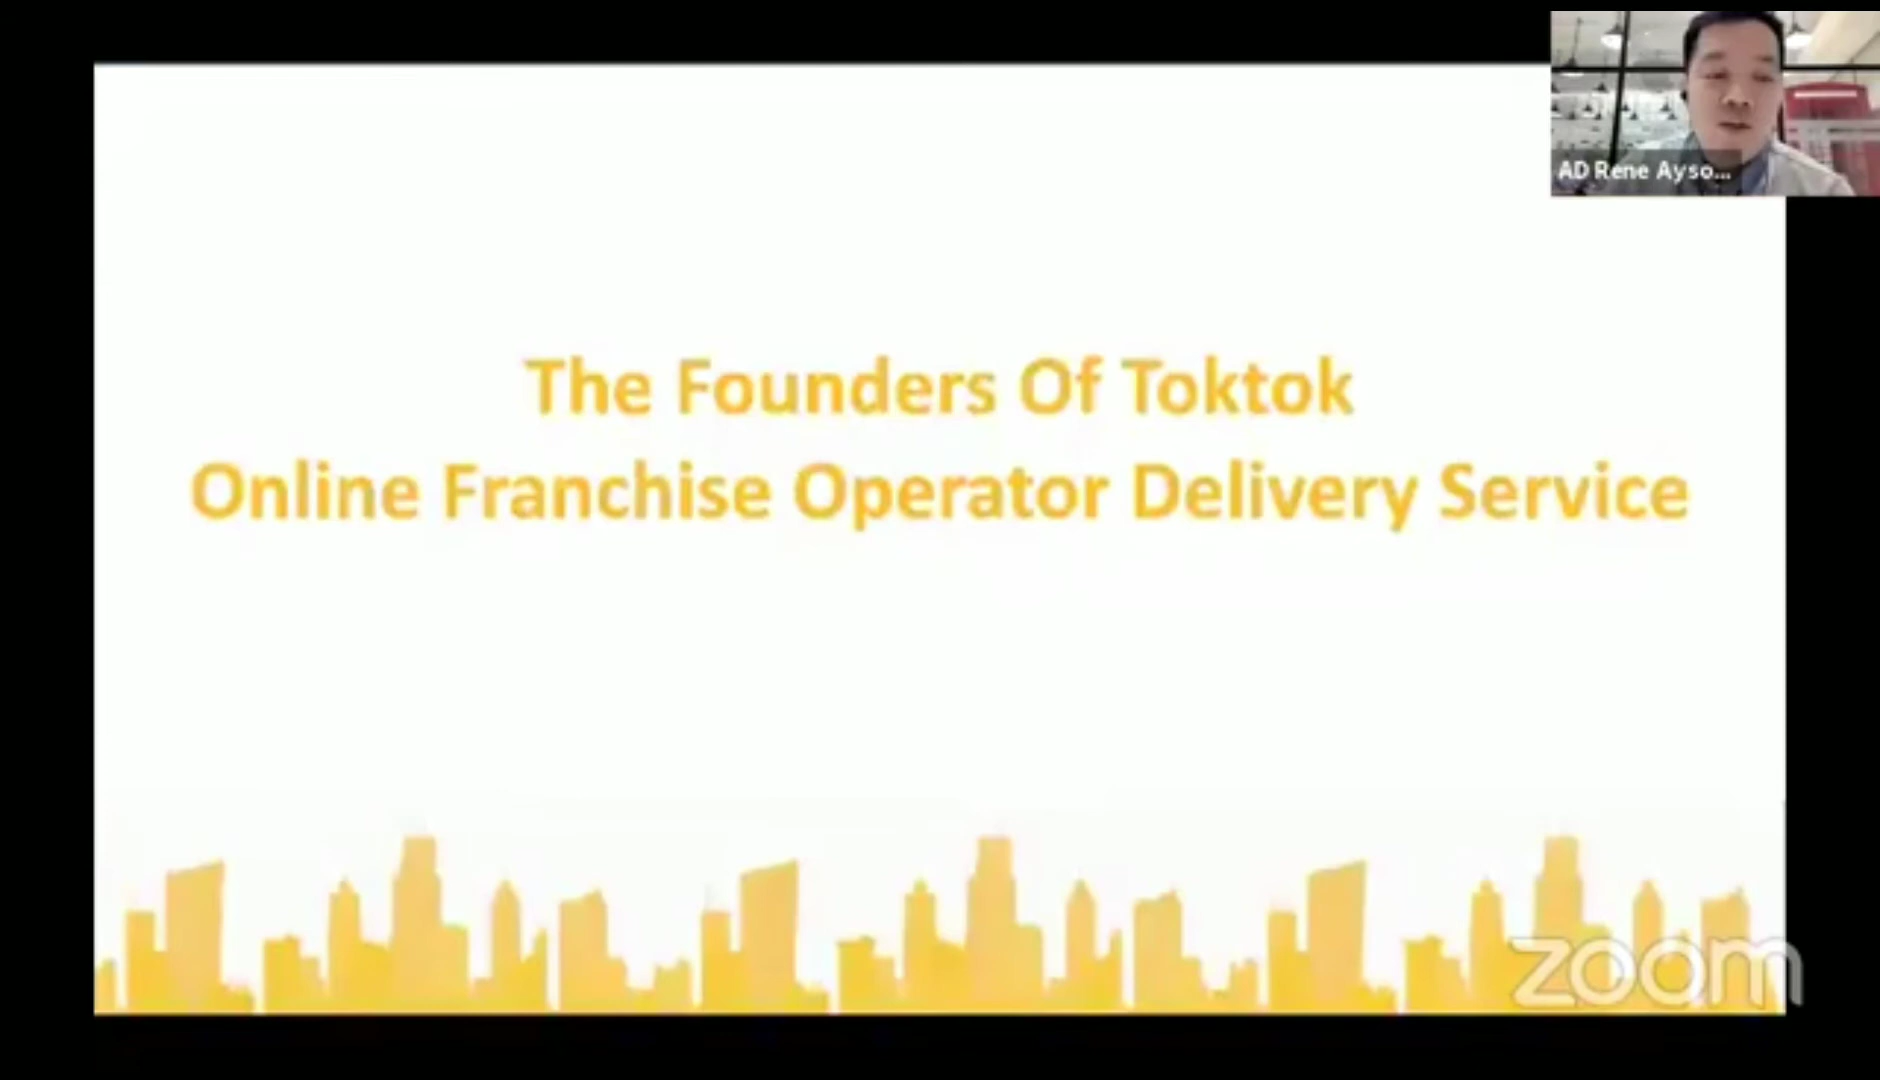 AD Rene Ayso...
The Founders Of Toktok
Online Franchise Operator Delivery Service
zoom